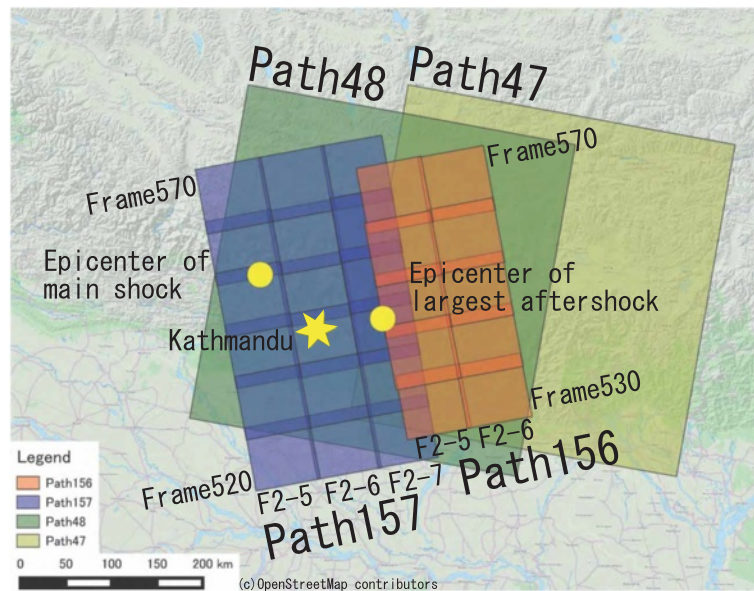 Path48
Path47
Frame570
Frame570
Epicenter of
main shock
Epicenter of
largest aftershock
Kathmandu
Frame530
Frame520
F2-5 F2-6 F2-7
F2-5 F2-6
Path156
Path157
Legend
Path156
Path157
Path48
Path47
0 50 100 150 200 km
(c)OpenStreetMap contributors